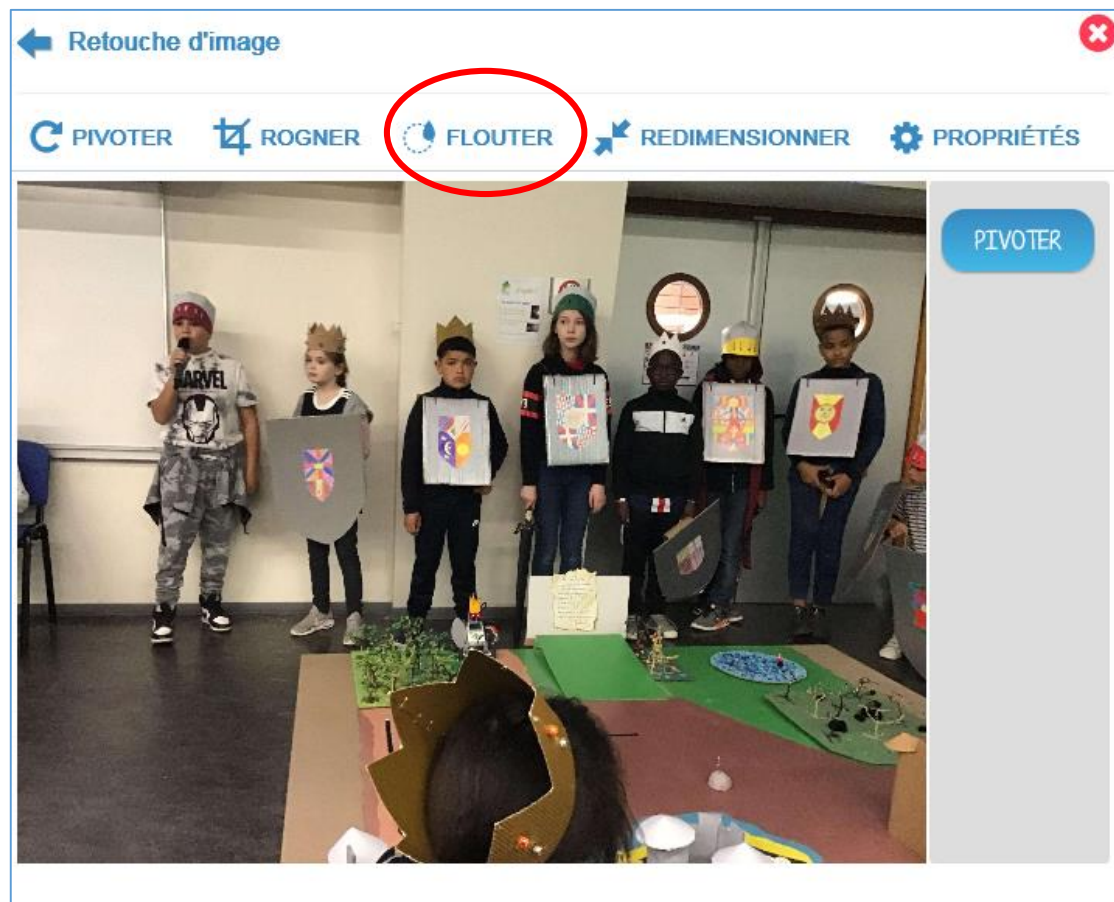 Retouche d'image
PIVOTER ROGNER FLOUTER REDIMENSIONNER PROPRIÉTÉS
PIVOTER
MARVEL